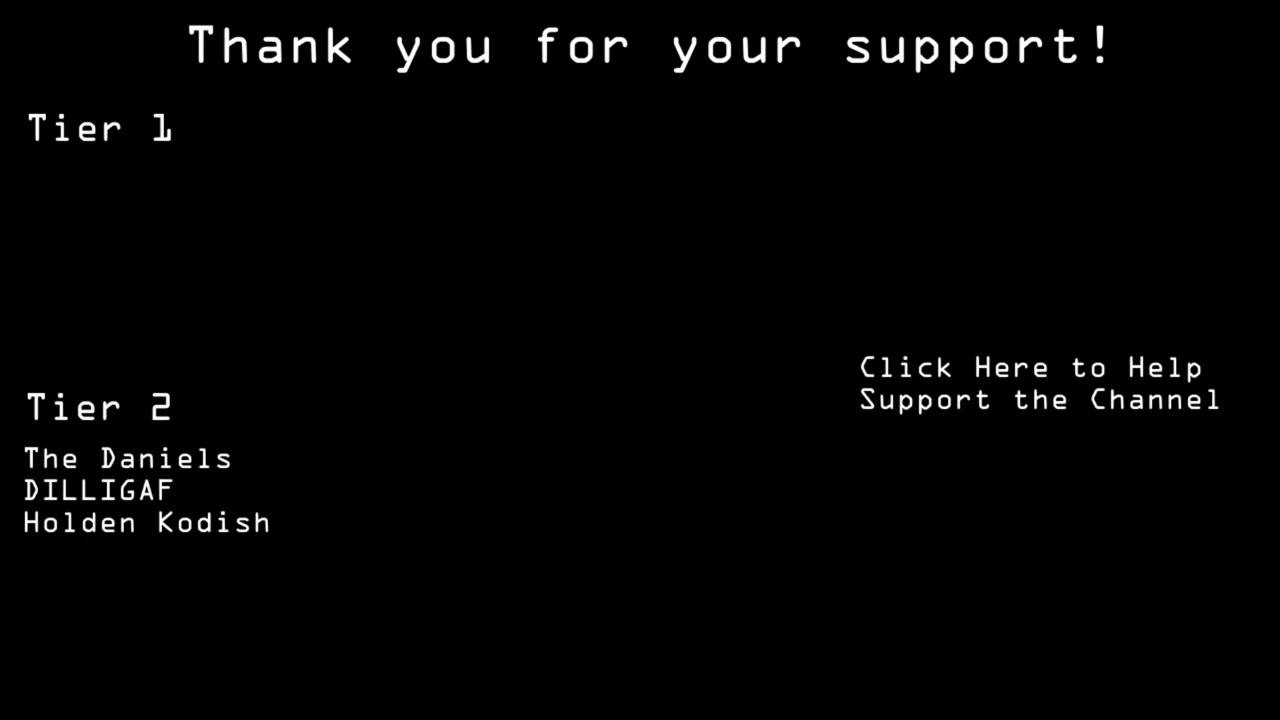 Thank you for your support!
Tier 1
Click Here to Help
Support the Channel
Tier 2
The Daniels
DILLIGAF
Holden Kodish